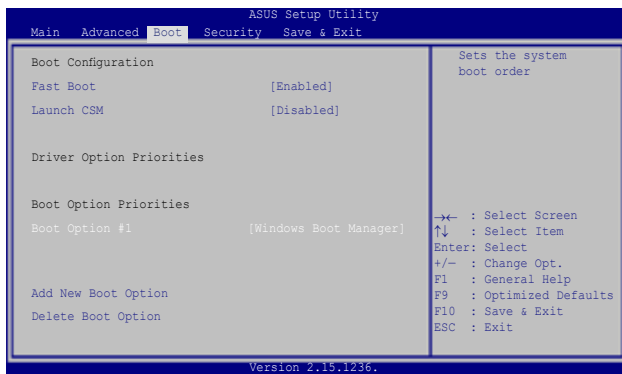 ASUS Setup Utility
Main Advanced Boot Security Save & Exit
Boot Configuration
Fast Boot [Enabled]
Launch CSM [Disabled]
Driver Option Priorities
Boot Option Priorities
Boot Option #1 [Windows Boot Manager]
Add New Boot Option
Delete Boot Option
Sets the system
boot order
→← : Select Screen
↑↓ : Select Item
Enter: Select
+/— : Change Opt.
F1 : General Help
F9 : Optimized Defaults
F10 : Save & Exit
ESC : Exit
Version 2.15.1236.